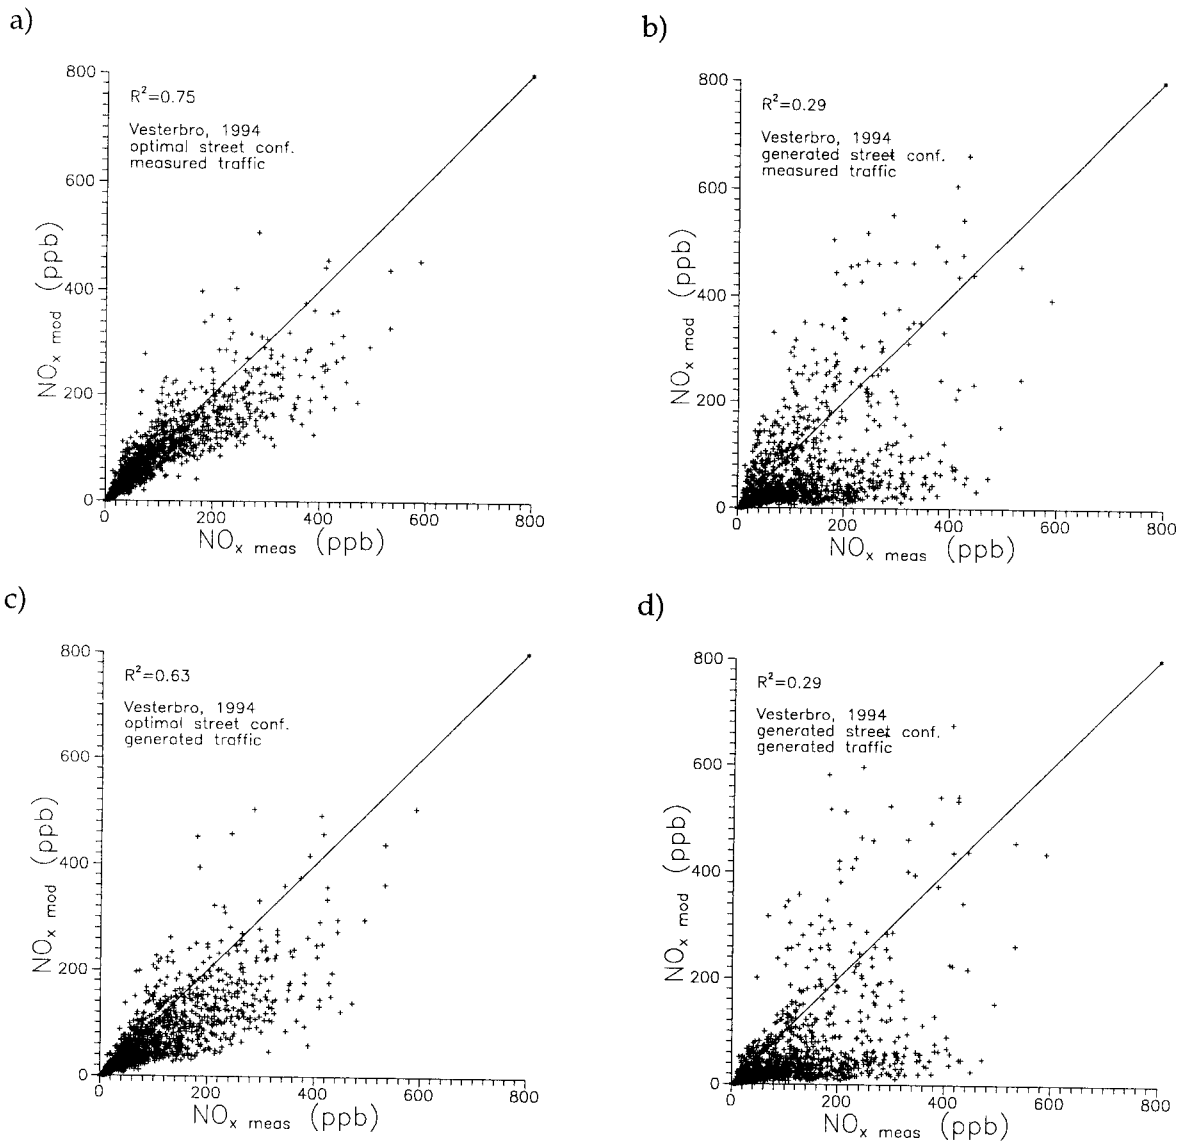 a)
800
R²=0.75
Vesterbro, 1994
optimal street conf.
measured traffic
600
400
200
0
NOx mod (ppb)
0 200 400 600 800
NOx meas (ppb)
b)
800
R²=0.29
Vesterbro, 1994
generated street conf.
measured traffic
600
400
200
0
NOx mod (ppb)
0 200 400 600 800
NOx meas (ppb)
c)
800
R²=0.63
Vesterbro, 1994
optimal street conf.
generated traffic
600
400
200
0
NOx mod (ppb)
0 200 400 600 800
NOx meas (ppb)
d)
800
R²=0.29
Vesterbro, 1994
generated street conf.
generated traffic
600
400
200
0
NOx mod (ppb)
0 200 400 600 800
NOx meas (ppb)